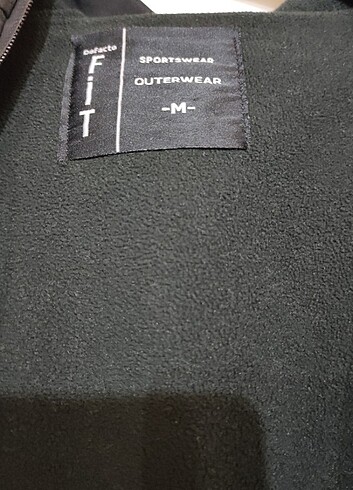 DeFacto
FiT
SPORTSWEAR
OUTERWEAR
-M-